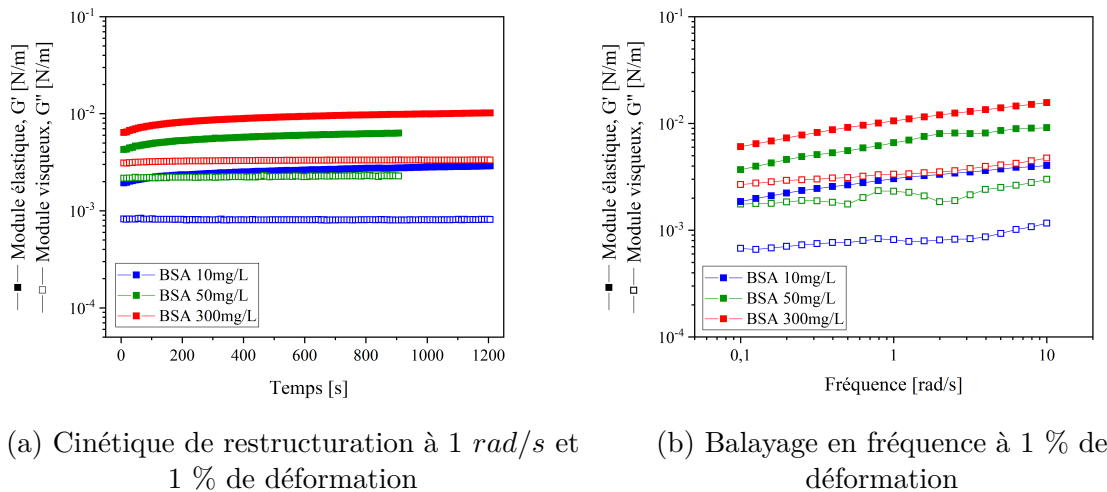 Module élastique, G' [N/m]
Module visqueux, G'' [N/m]
10^-1
10^-2
10^-3
10^-4
BSA 10mg/L
BSA 50mg/L
BSA 300mg/L
0 200 400 600 800 1000 1200
Temps [s]
(a) Cinétique de restructuration à 1 rad/s et
1 % de déformation
Module élastique, G' [N/m]
Module visqueux, G'' [N/m]
10^-1
10^-2
10^-3
10^-4
BSA 10mg/L
BSA 50mg/L
BSA 300mg/L
0,1 1 10
Fréquence [rad/s]
(b) Balayage en fréquence à 1 % de
déformation